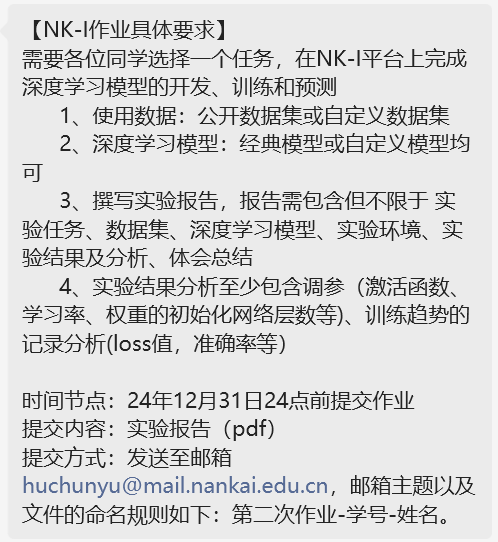 【NK-I作业具体要求】
需要各位同学选择一个任务，在NK-I平台上完成
深度学习模型的开发、训练和预测
1、使用数据：公开数据集或自定义数据集
2、深度学习模型：经典模型或自定义模型均
可
3、撰写实验报告，报告需包含但不限于 实
验任务、数据集、深度学习模型、实验环境、实
验结果及分析、体会总结
4、实验结果分析至少包含调参（激活函数、
学习率、权重的初始化网络层数等)、训练趋势的
记录分析(loss值，准确率等）
时间节点：24年12月31日24点前提交作业
提交内容：实验报告（pdf）
提交方式：发送至邮箱
huchunyu@mail.nankai.edu.cn，邮箱主题以及
文件的命名规则如下：第二次作业-学号-姓名。